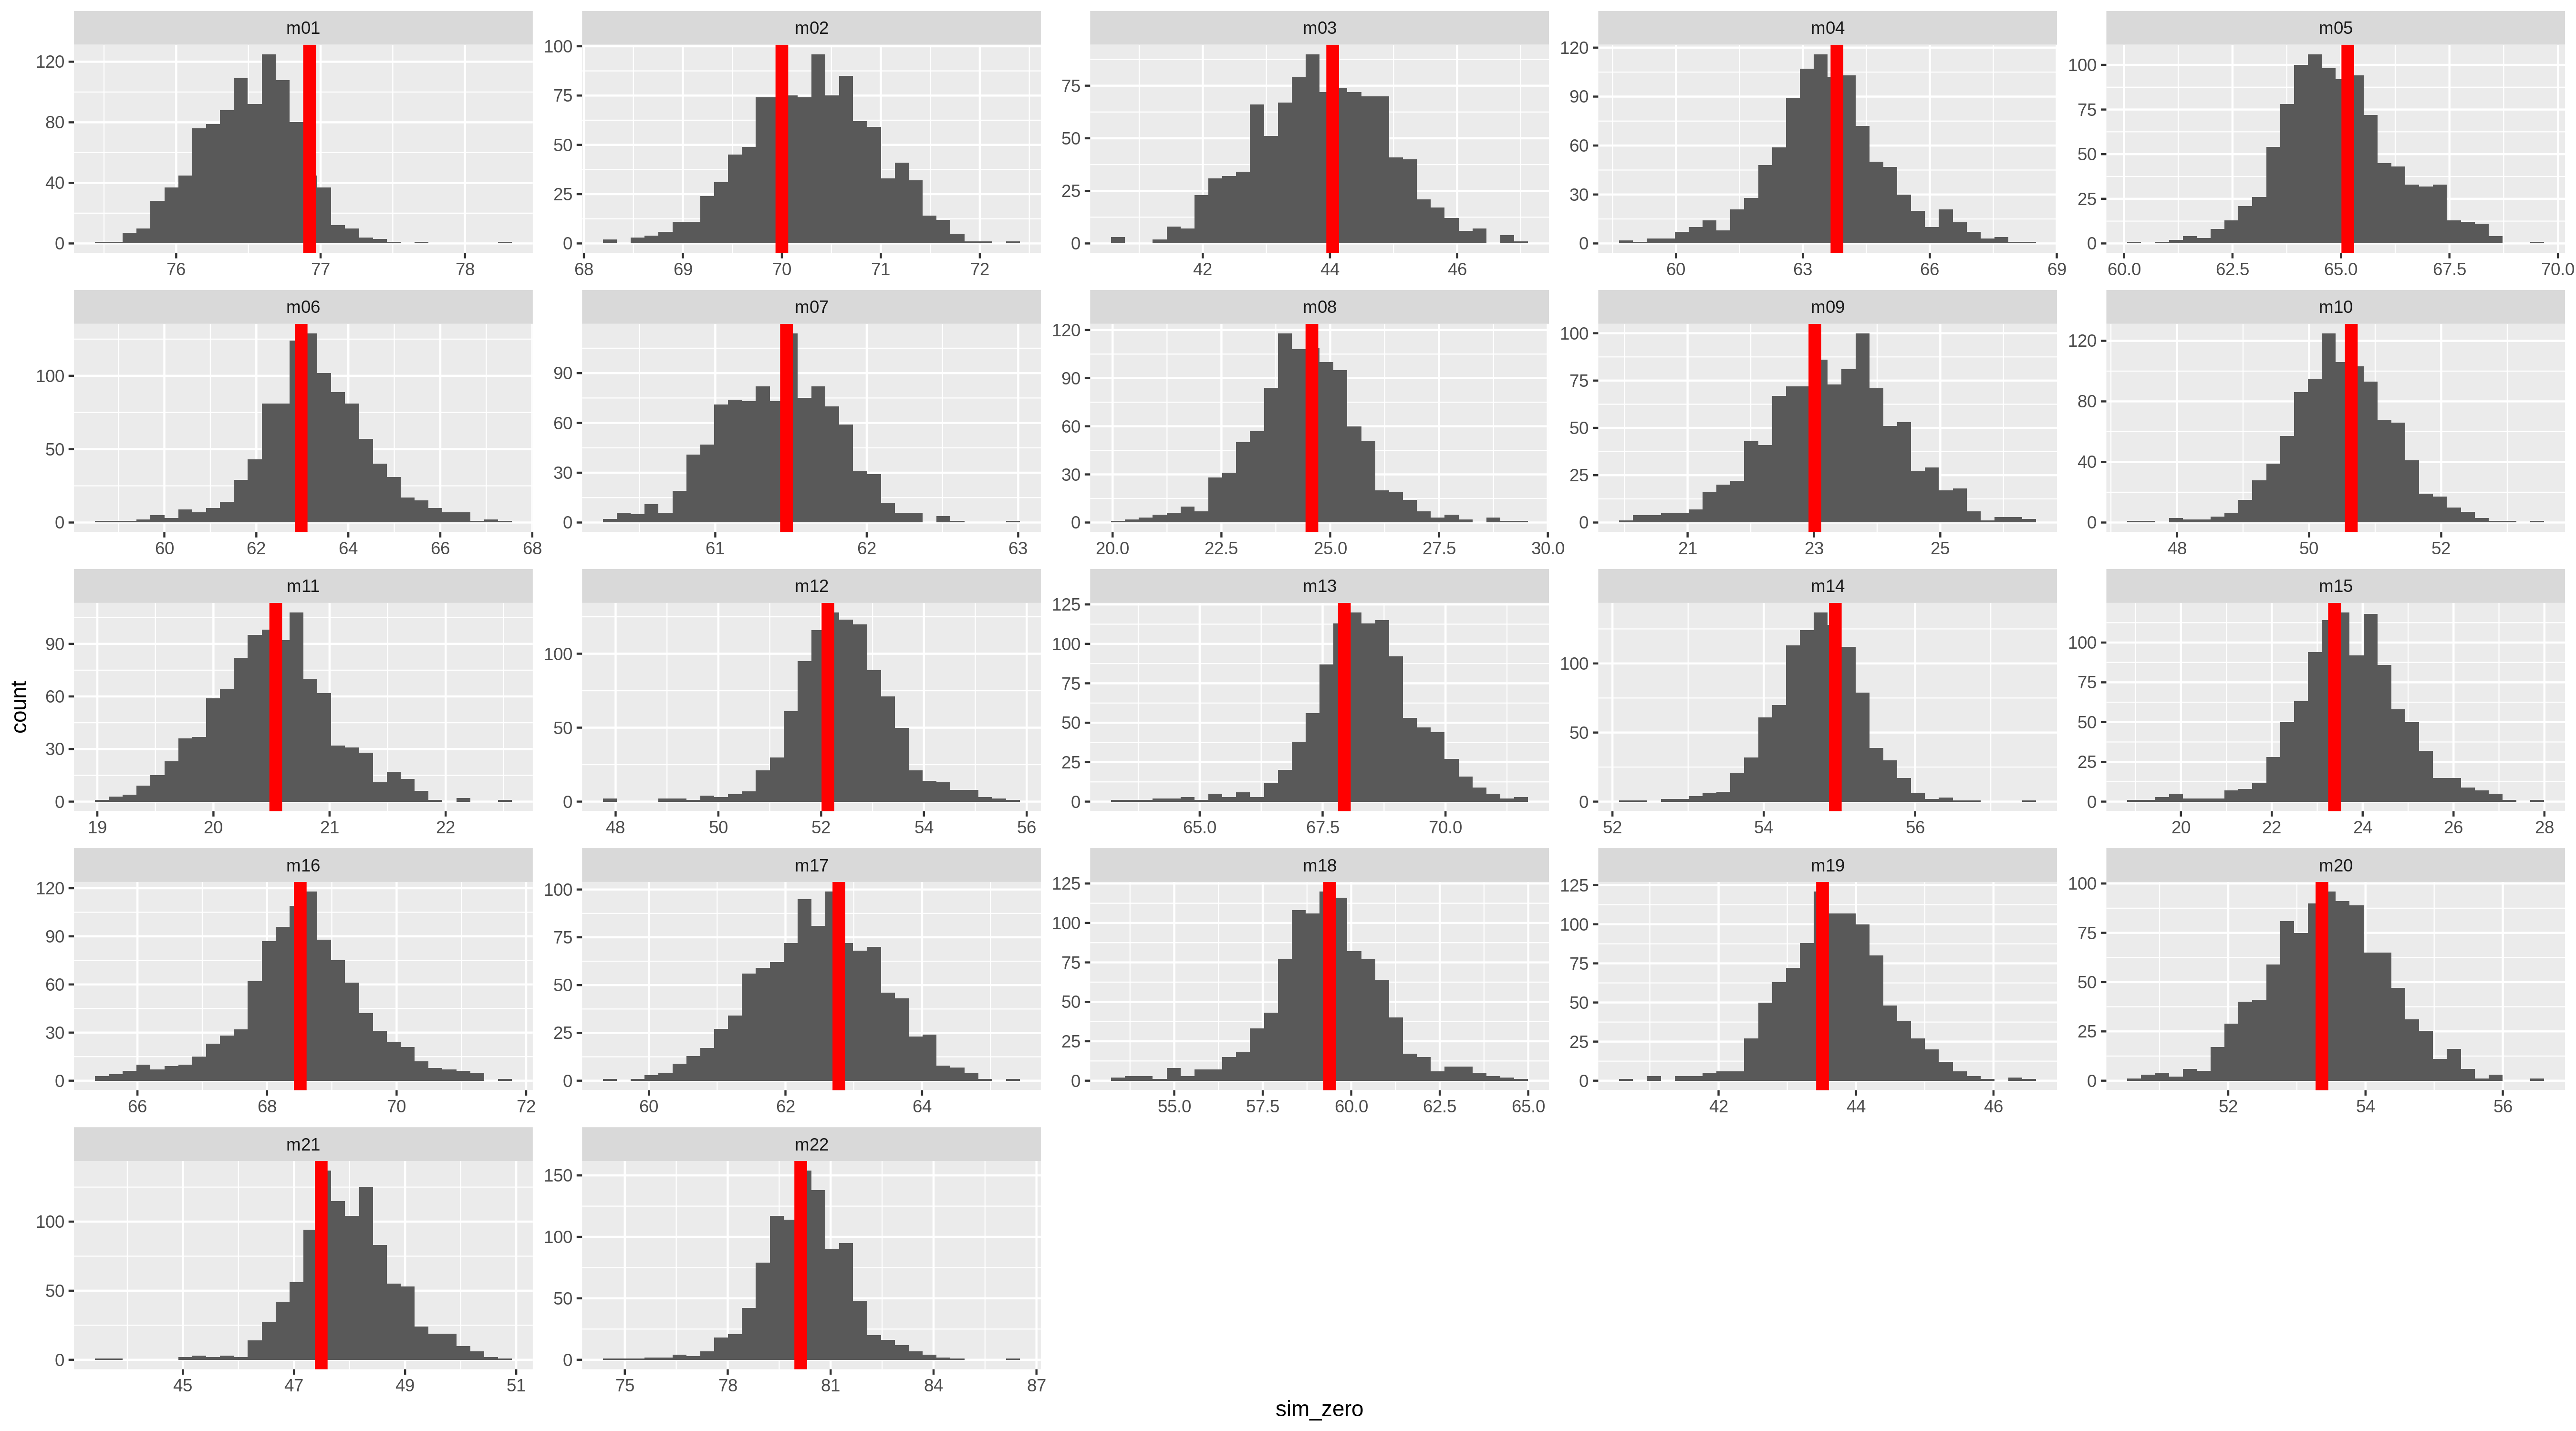 m01 m02 m03 m04 m05
120 80 40 0 76 77 78
100 75 50 25 0 68 69 70 71 72
75 50 25 0 42 44 46
120 90 60 30 0 60 63 66 69
100 75 50 25 0 60.0 62.5 65.0 67.5 70.0
m06 m07 m08 m09 m10
100 50 0 60 62 64 66 68
90 60 30 0 61 62 63
120 90 60 30 0 20.0 22.5 25.0 27.5 30.0
100 75 50 25 0 21 23 25
120 80 40 0 48 50 52
m11 m12 m13 m14 m15
90 60 30 0 19 20 21 22
100 50 0 48 50 52 54 56
125 100 75 50 25 0 65.0 67.5 70.0
100 50 0 52 54 56
100 75 50 25 0 20 22 24 26 28
count
m16 m17 m18 m19 m20
120 90 60 30 0 66 68 70 72
100 75 50 25 0 60 62 64
125 100 75 50 25 0 55.0 57.5 60.0 62.5 65.0
125 100 75 50 25 0 42 44 46
100 75 50 25 0 52 54 56
m21 m22
100 50 0 45 47 49 51
150 100 50 0 75 78 81 84 87
sim_zero